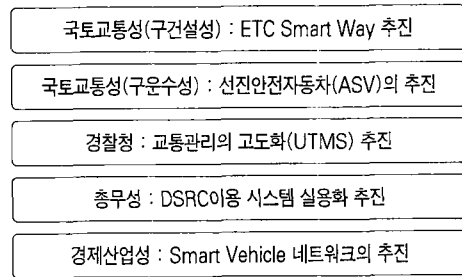 국토교통성(구건설성) : ETC Smart Way 추진
국토교통성(구운수성) : 선진안전자동차(ASV)의 추진
경찰청 : 교통관리의 고도화(UTMS) 추진
총무성 : DSRC이용 시스템 실용화 추진
경제산업성 : Smart Vehicle 네트워크의 추진